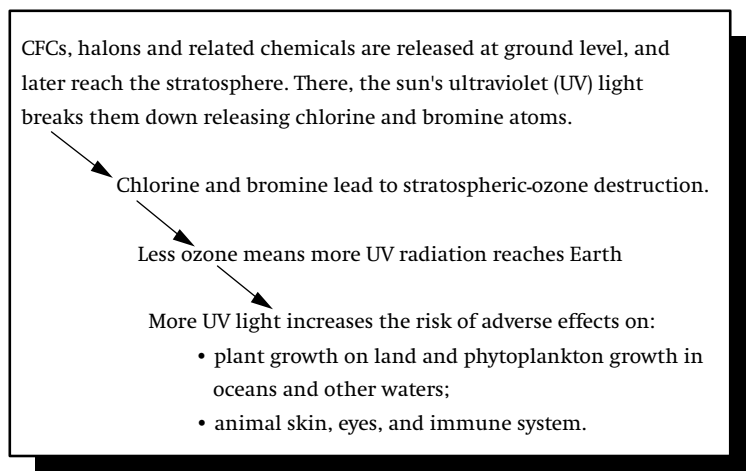 CFCs, halons and related chemicals are released at ground level, and
later reach the stratosphere. There, the sun's ultraviolet (UV) light
breaks them down releasing chlorine and bromine atoms.
Chlorine and bromine lead to stratospheric-ozone destruction.
Less ozone means more UV radiation reaches Earth
More UV light increases the risk of adverse effects on:
• plant growth on land and phytoplankton growth in
oceans and other waters;
• animal skin, eyes, and immune system.